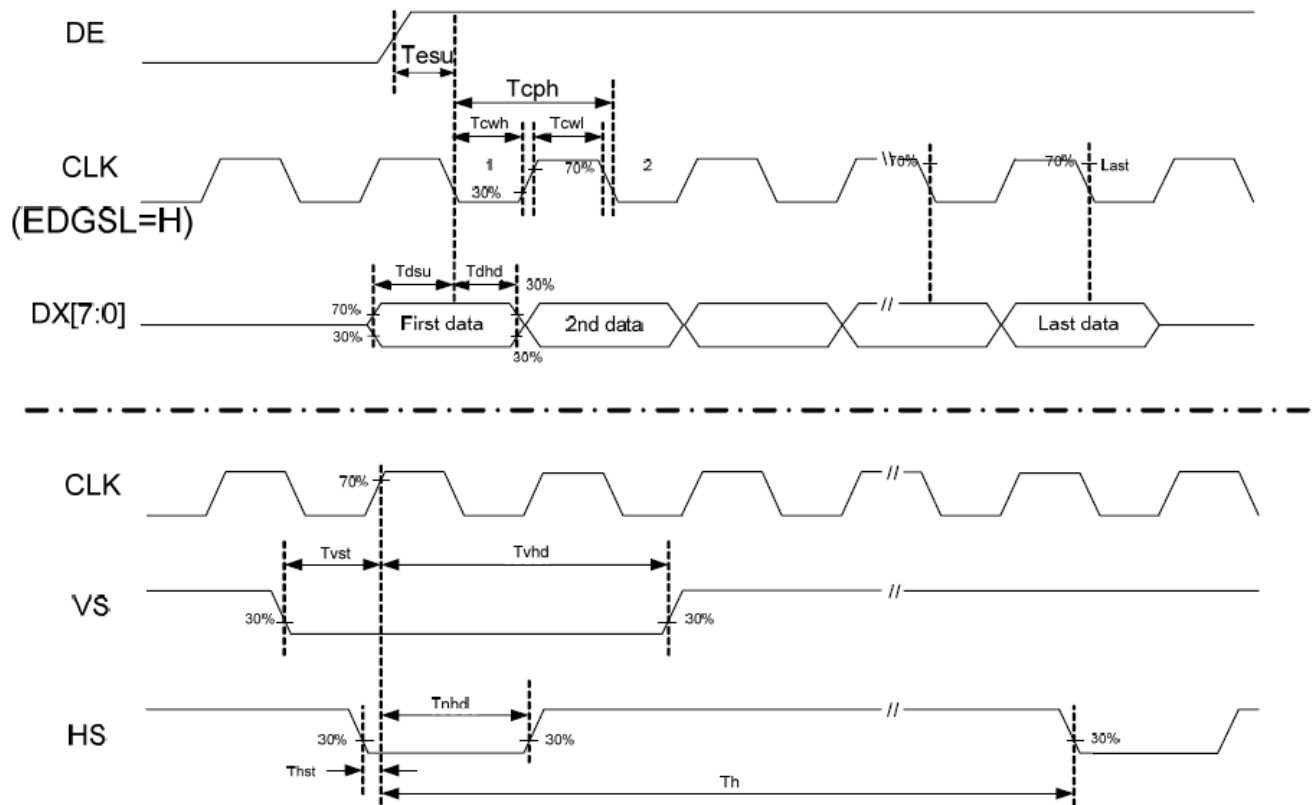 DE
Tesu
Tcph
Tcwh
Tcwl
CLK
(EDGSL=H)
1
70%
30%
2
70%
70%
Last
Tdsu
Tdhd
30%
DX[7:0]
70%
30%
First data
2nd data
//
Last data
30%
CLK
70%
//
Tvst
Tvhd
VS
30%
30%
//
HS
Thhd
30%
30%
//
30%
Thst
Th